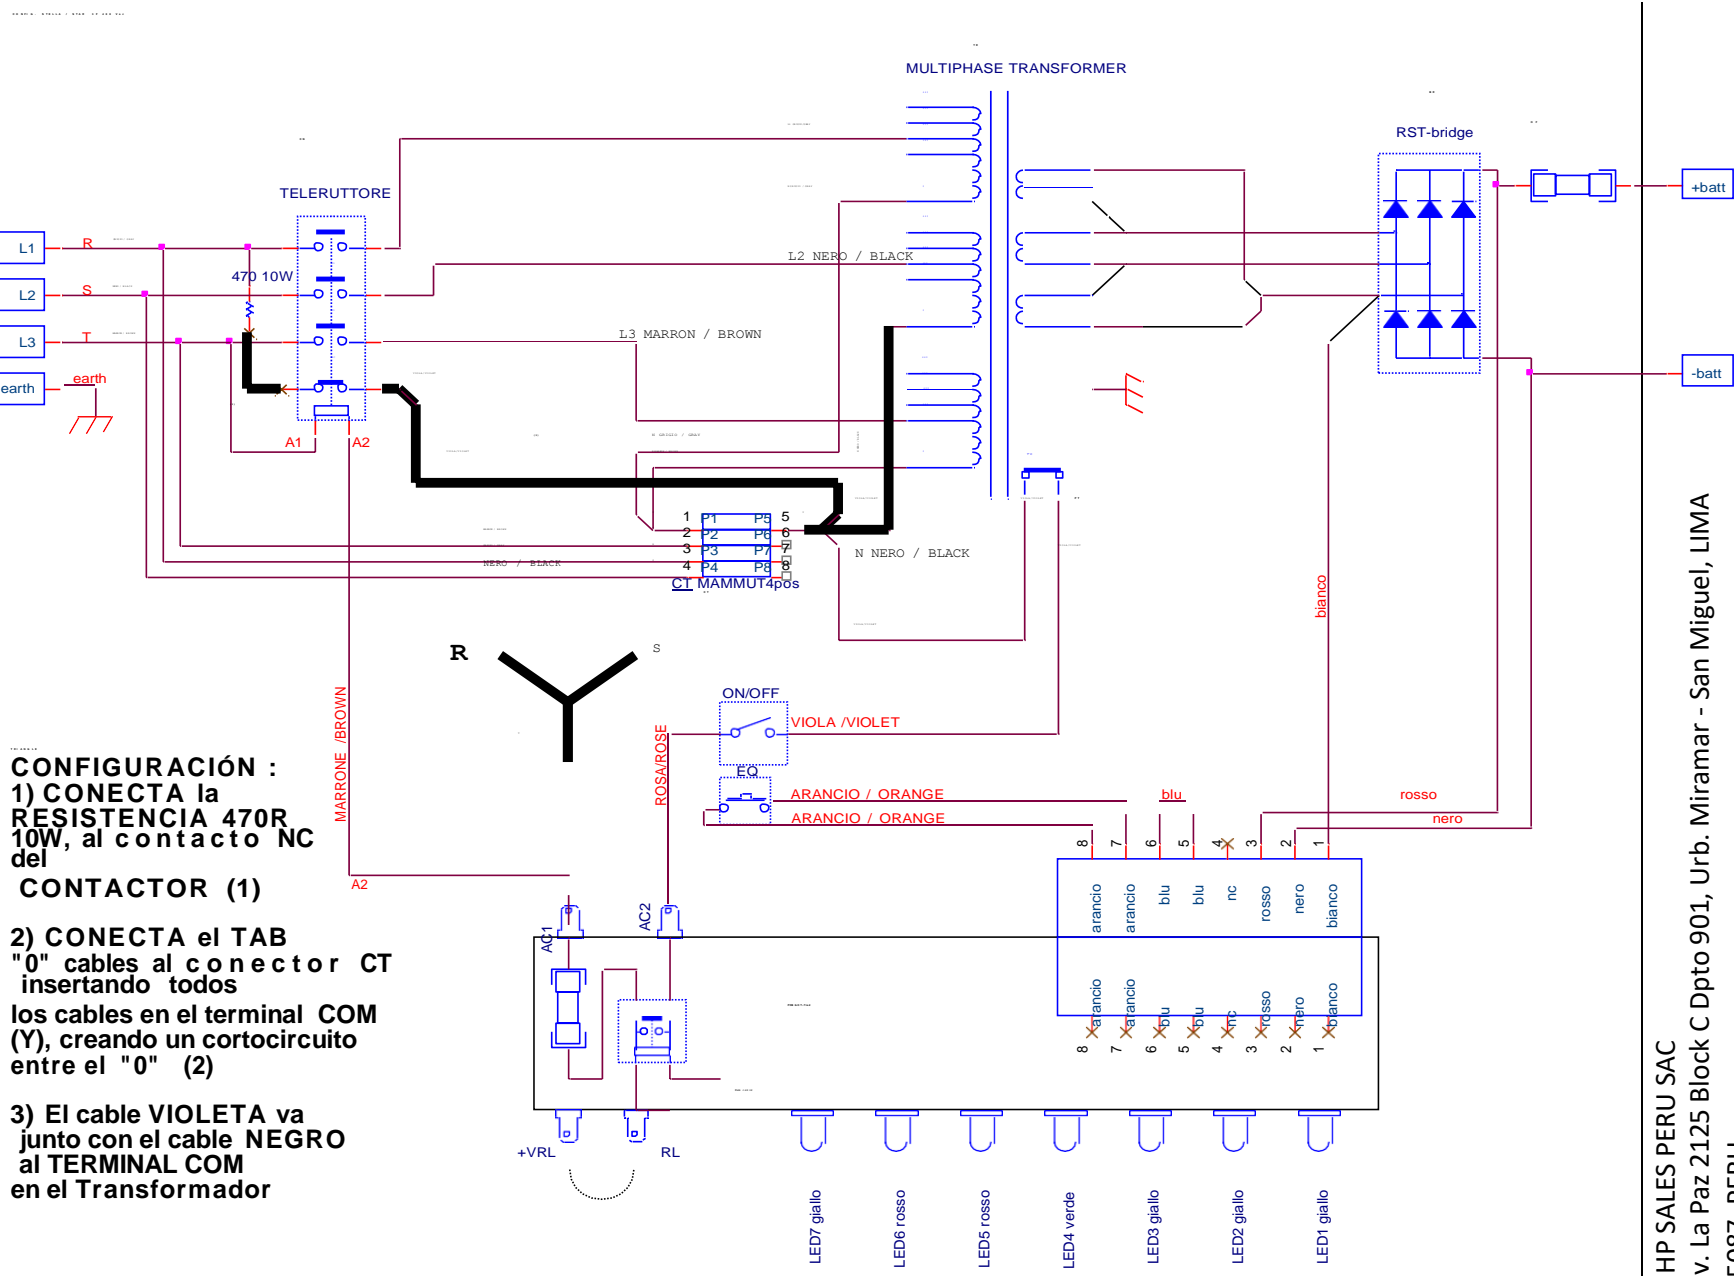 MULTIPHASE TRANSFORMER
RST-bridge
TELERUTTORE
+batt
L1
R
470 10W
L2 NERO / BLACK
L2
S
L3
T
L3 MARRON / BROWN
earth
earth
-batt
A1
A2
1 P1 P5 5
2 P2 P6 6
3 P3 P7 7
4 P4 P8 8
NERO / BLACK
CT MAMMUT4pos
N NERO / BLACK
bianco
R
S
MARRONE /BROWN
ROSA/ROSE
ON/OFF
VIOLA /VIOLET
EQ
ARANCIO / ORANGE
ARANCIO / ORANGE
blu
rosso
nero
CONFIGURACIÓN :
1) CONECTA la
RESISTENCIA 470R
10W, al contacto NC
del
CONTACTOR (1)
2) CONECTA el TAB
"0" cables al conector CT
insertando todos
los cables en el terminal COM
(Y), creando un cortocircuito
entre el "0" (2)
3) El cable VIOLETA va
junto con el cable NEGRO
al TERMINAL COM
en el Transformador
A2
AC1
AC2
8 7 6 5 4 3 2 1
arancio
arancio
blu
blu
nc
rosso
nero
bianco
arancio
arancio
blu
blu
nc
rosso
nero
bianco
8 7 6 5 4 3 2 1
+VRL
RL
LED7 giallo
LED6 rosso
LED5 rosso
LED4 verde
LED3 giallo
LED2 giallo
LED1 giallo
HP SALES PERU SAC
v. La Paz 2125 Block C Dpto 901, Urb. Miramar - San Miguel, LIMA